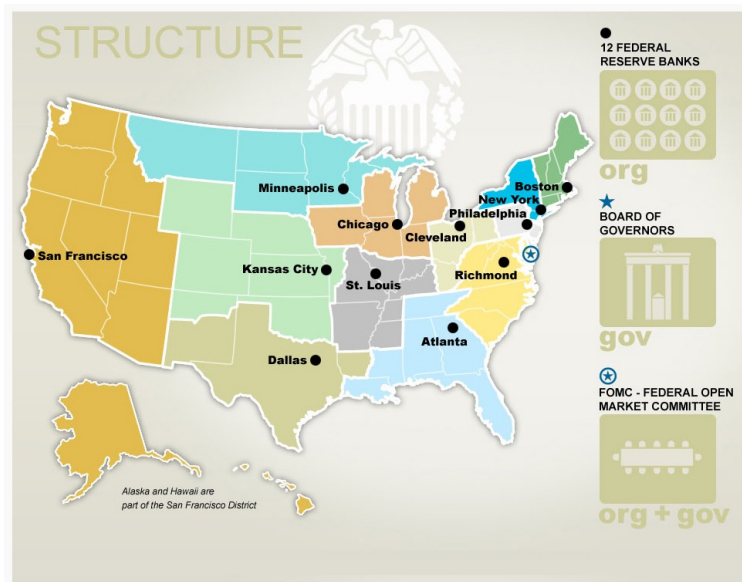 STRUCTURE
12 FEDERAL
RESERVE BANKS
org
BOARD OF
GOVERNORS
gov
FOMC - FEDERAL OPEN
MARKET COMMITTEE
org + gov
Minneapolis
Boston
New York
Philadelphia
Chicago
Cleveland
San Francisco
Kansas City
St. Louis
Richmond
Atlanta
Dallas
Alaska and Hawaii are
part of the San Francisco District